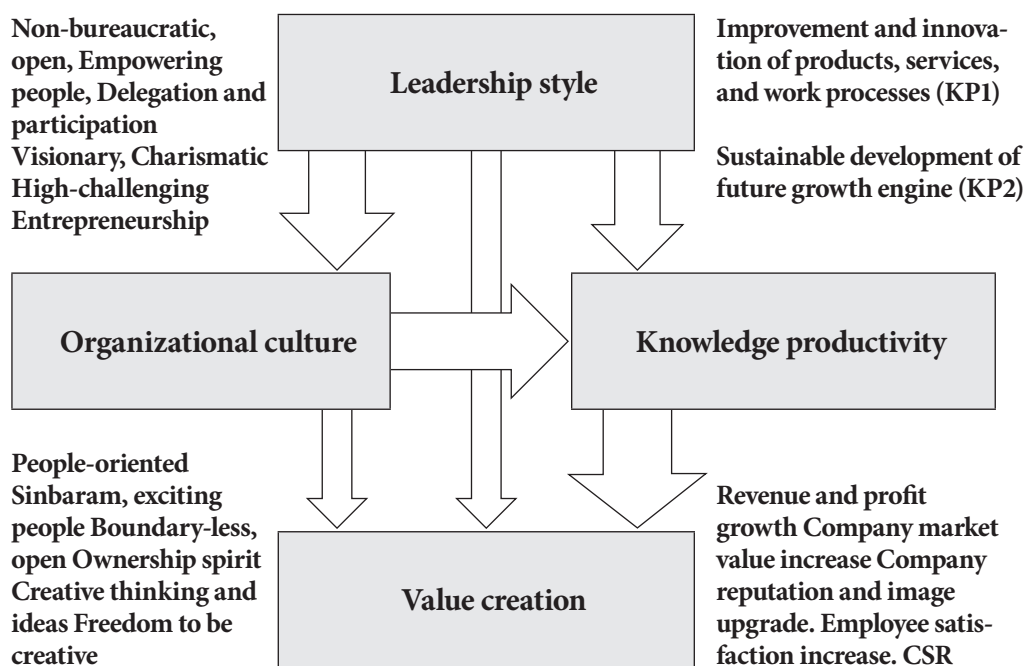 Non-bureaucratic,
open, Empowering
people, Delegation and
participation
Visionary, Charismatic
High-challenging
Entrepreneurship
Leadership style
Improvement and innova-
tion of products, services,
and work processes (KP1)
Sustainable development of
future growth engine (KP2)
Organizational culture
Knowledge productivity
People-oriented
Sinbaram, exciting
people Boundary-less,
open Ownership spirit
Creative thinking and
ideas Freedom to be
creative
Value creation
Revenue and profit
growth Company market
value increase Company
reputation and image
upgrade. Employee satis-
faction increase. CSR